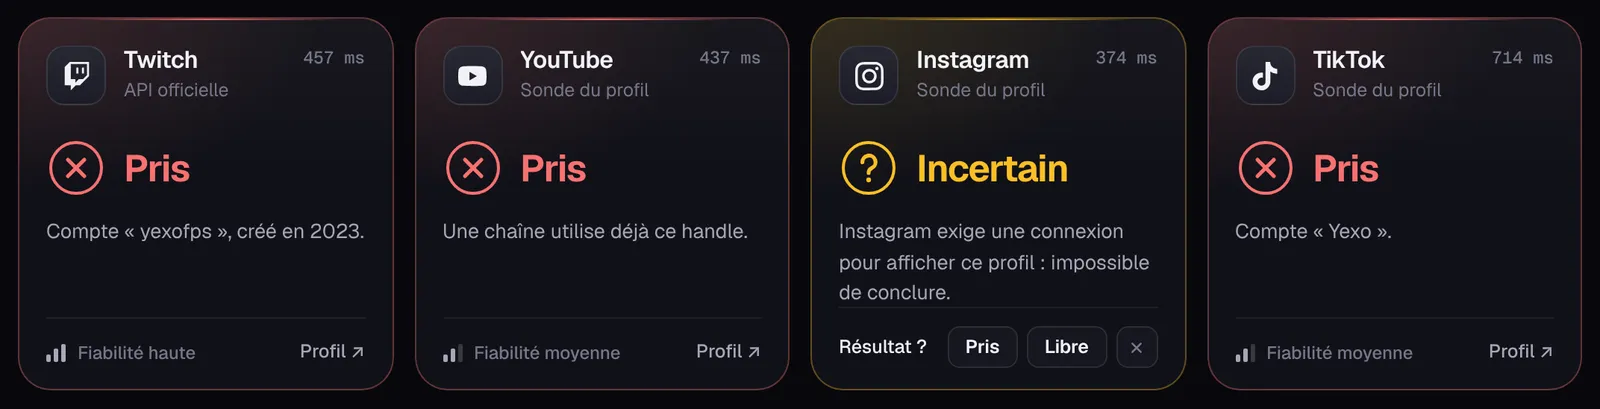 Twitch
457 ms
API officielle
Pris
Compte « yexofps », créé en 2023.
Fiabilité haute
Profil ↗
YouTube
437 ms
Sonde du profil
Pris
Une chaîne utilise déjà ce handle.
Fiabilité moyenne
Profil ↗
Instagram
374 ms
Sonde du profil
Incertain
Instagram exige une connexion
pour afficher ce profil : impossible
de conclure.
Résultat ?
Pris
Libre
TikTok
714 ms
Sonde du profil
Pris
Compte « Yexo ».
Fiabilité moyenne
Profil ↗